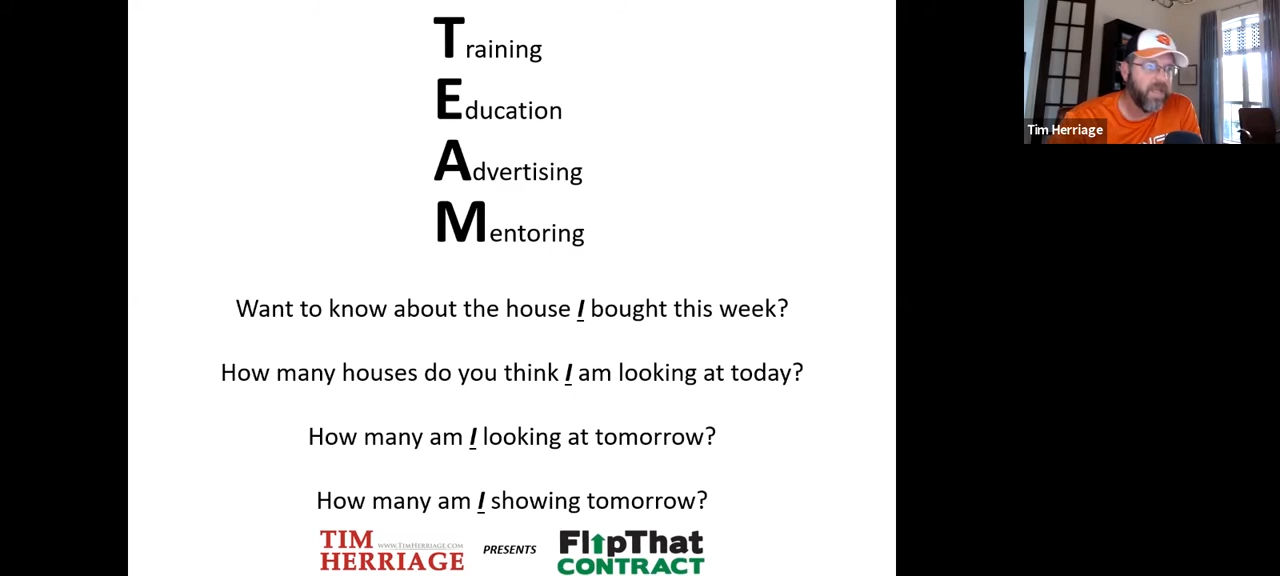 Training
Education
Advertising
Mentoring
Want to know about the house I bought this week?
How many houses do you think I am looking at today?
How many am I looking at tomorrow?
How many am I showing tomorrow?
TIM WWW.TIMHERRIAGE.COM
HERRIAGE
PRESENTS
FlipThat
CONTRACT
Tim Herriage